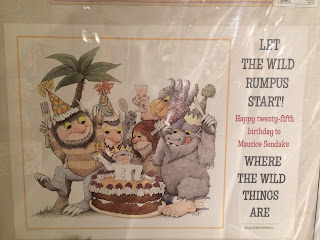 LET
THE WILD
RUMPUS
START!
Happy twenty-fifth
birthday to
Maurice Sendak's
WHERE
THE WILD
THINGS
ARE